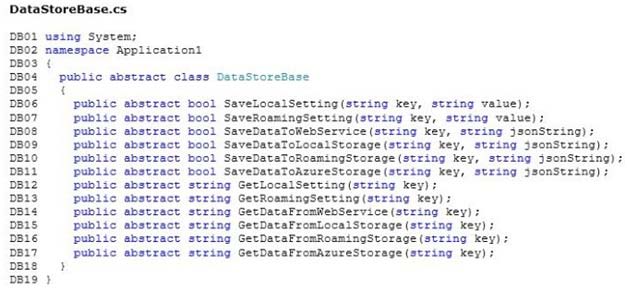 DataStoreBase.cs
DB01 using System;
DB02 namespace Application1
DB03 {
DB04 public abstract class DataStoreBase
DB05 {
DB06 public abstract bool SaveLocalSetting(string key, string value);
DB07 public abstract bool SaveRoamingSetting(string key, string value);
DB08 public abstract bool SaveDataToWebService(string key, string jsonString);
DB09 public abstract bool SaveDataToLocalStorage(string key, string jsonString);
DB10 public abstract bool SaveDataToRoamingStorage(string key, string jsonString);
DB11 public abstract bool SaveDataToAzureStorage(string key, string jsonString);
DB12 public abstract string GetLocalSetting(string key);
DB13 public abstract string GetRoamingSetting(string key);
DB14 public abstract string GetDataFromWebService(string key);
DB15 public abstract string GetDataFromLocalStorage(string key);
DB16 public abstract string GetDataFromRoamingStorage(string key);
DB17 public abstract string GetDataFromAzureStorage(string key);
DB18 }
DB19 }